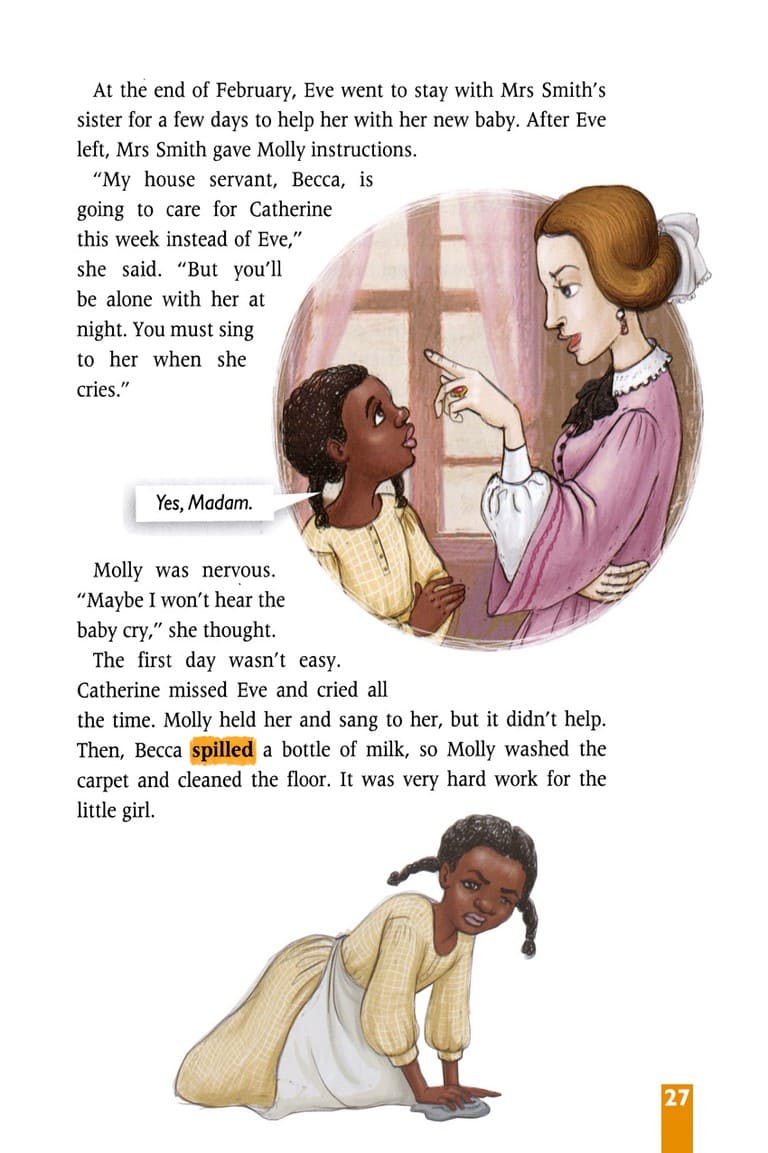 At the end of February, Eve went to stay with Mrs Smith's
sister for a few days to help her with her new baby. After Eve
left, Mrs Smith gave Molly instructions.
“My house servant, Becca, is
going to care for Catherine
this week instead of Eve,”
she said. “But you'll
be alone with her at
night. You must sing
to her when she
cries.”
Yes, Madam.
Molly was nervous.
“Maybe I won't hear the
baby cry,” she thought.
The first day wasn't easy.
Catherine missed Eve and cried all
the time. Molly held her and sang to her, but it didn't help.
Then, Becca spilled a bottle of milk, so Molly washed the
carpet and cleaned the floor. It was very hard work for the
little girl.
27